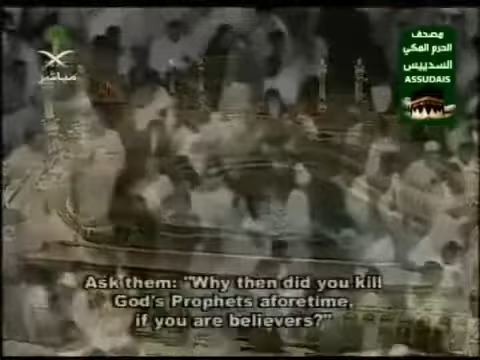 مباشر
مصحف
الحرم المكي
السديس
ASSUDAIS
Ask them: "Why then did you kill
God's Prophets aforetime,
if you are believers?"